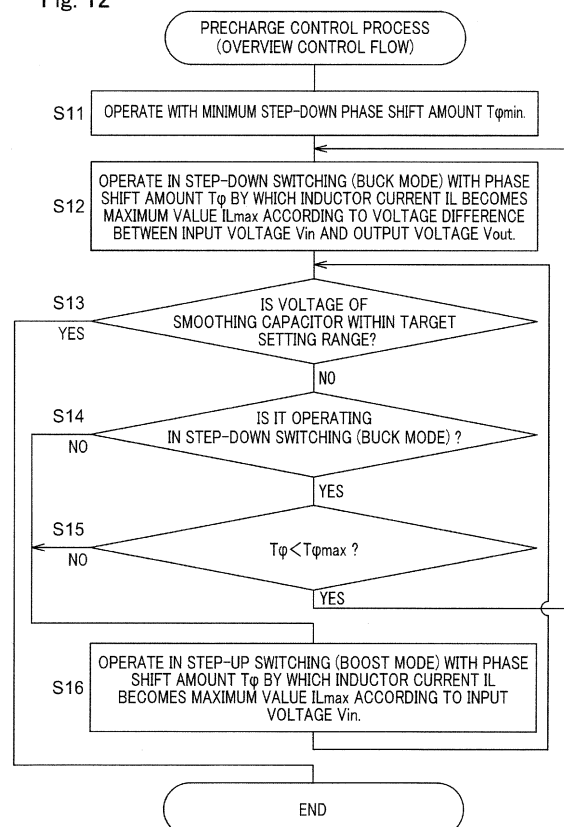 Fig. 12
PRECHARGE CONTROL PROCESS
(OVERVIEW CONTROL FLOW)
S11
OPERATE WITH MINIMUM STEP-DOWN PHASE SHIFT AMOUNT Tφmin.
S12
OPERATE IN STEP-DOWN SWITCHING (BUCK MODE) WITH PHASE
SHIFT AMOUNT Tφ BY WHICH INDUCTOR CURRENT IL BECOMES
MAXIMUM VALUE ILmax ACCORDING TO VOLTAGE DIFFERENCE
BETWEEN INPUT VOLTAGE Vin AND OUTPUT VOLTAGE Vout.
S13
IS VOLTAGE OF
SMOOTHING CAPACITOR WITHIN TARGET
SETTING RANGE?
YES
NO
S14
IS IT OPERATING
IN STEP-DOWN SWITCHING (BUCK MODE) ?
NO
YES
S15
Tφ<Tφmax ?
NO
YES
S16
OPERATE IN STEP-UP SWITCHING (BOOST MODE) WITH PHASE
SHIFT AMOUNT Tφ BY WHICH INDUCTOR CURRENT IL
BECOMES MAXIMUM VALUE ILmax ACCORDING TO INPUT
VOLTAGE Vin.
END